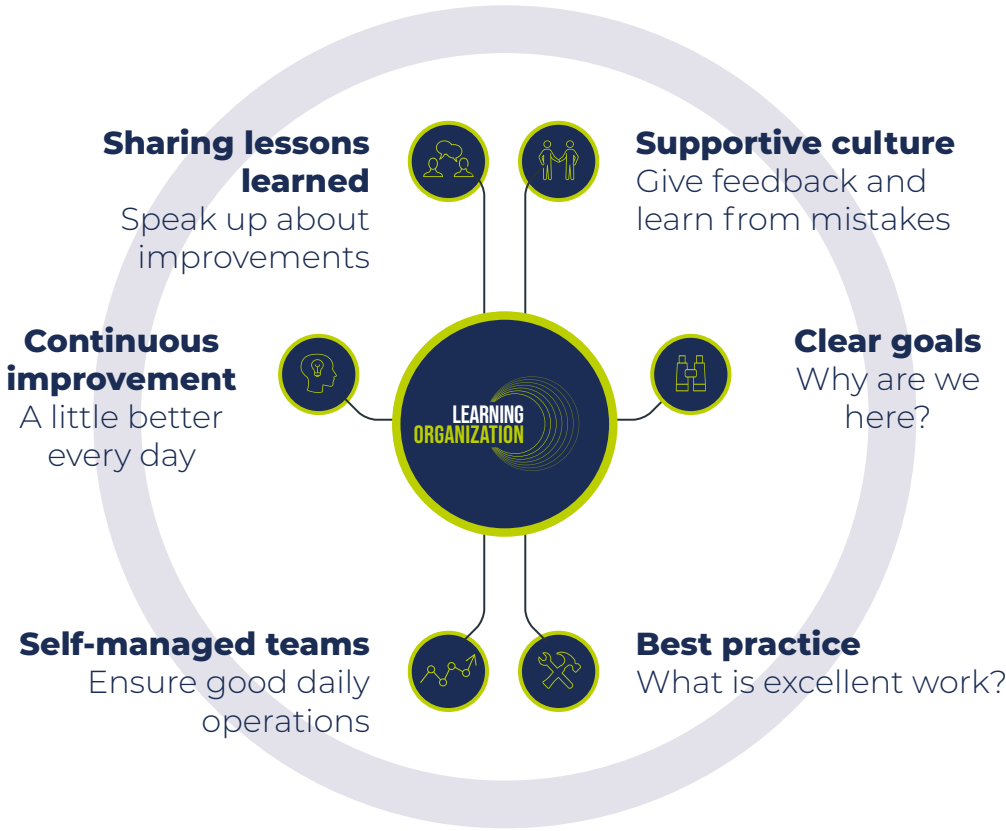 Sharing lessons
learned
Speak up about
improvements
Supportive culture
Give feedback and
learn from mistakes
Continuous
improvement
A little better
every day
LEARNING
ORGANIZATION
Clear goals
Why are we
here?
Self-managed teams
Ensure good daily
operations
Best practice
What is excellent work?